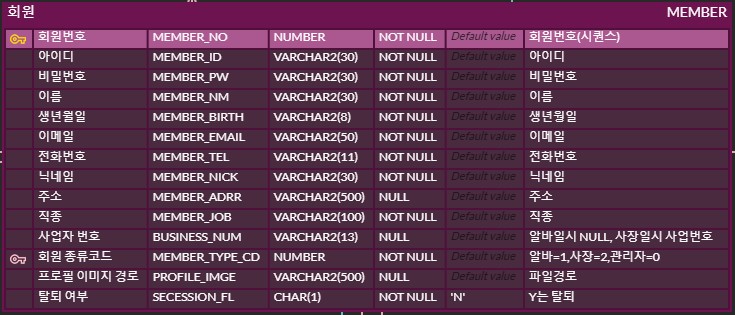 회원 MEMBER
회원번호 MEMBER_NO NUMBER NOT NULL Default value 회원번호(시퀀스)
아이디 MEMBER_ID VARCHAR2(30) NOT NULL Default value 아이디
비밀번호 MEMBER_PW VARCHAR2(30) NOT NULL Default value 비밀번호
이름 MEMBER_NM VARCHAR2(30) NOT NULL Default value 이름
생년월일 MEMBER_BIRTH VARCHAR2(8) NOT NULL Default value 생년월일
이메일 MEMBER_EMAIL VARCHAR2(50) NOT NULL Default value 이메일
전화번호 MEMBER_TEL VARCHAR2(11) NOT NULL Default value 전화번호
닉네임 MEMBER_NICK VARCHAR2(30) NOT NULL Default value 닉네임
주소 MEMBER_ADRR VARCHAR2(500) NULL Default value 주소
직종 MEMBER_JOB VARCHAR2(100) NOT NULL Default value 직종
사업자 번호 BUSINESS_NUM VARCHAR2(13) NULL Default value 알바일시 NULL, 사장일시 사업번호
회원 종류코드 MEMBER_TYPE_CD NUMBER NOT NULL Default value 알바=1,사장=2,관리자=0
프로필 이미지 경로 PROFILE_IMGE VARCHAR2(500) NULL Default value 파일경로
탈퇴 여부 SECESSION_FL CHAR(1) NOT NULL 'N' Y는 탈퇴